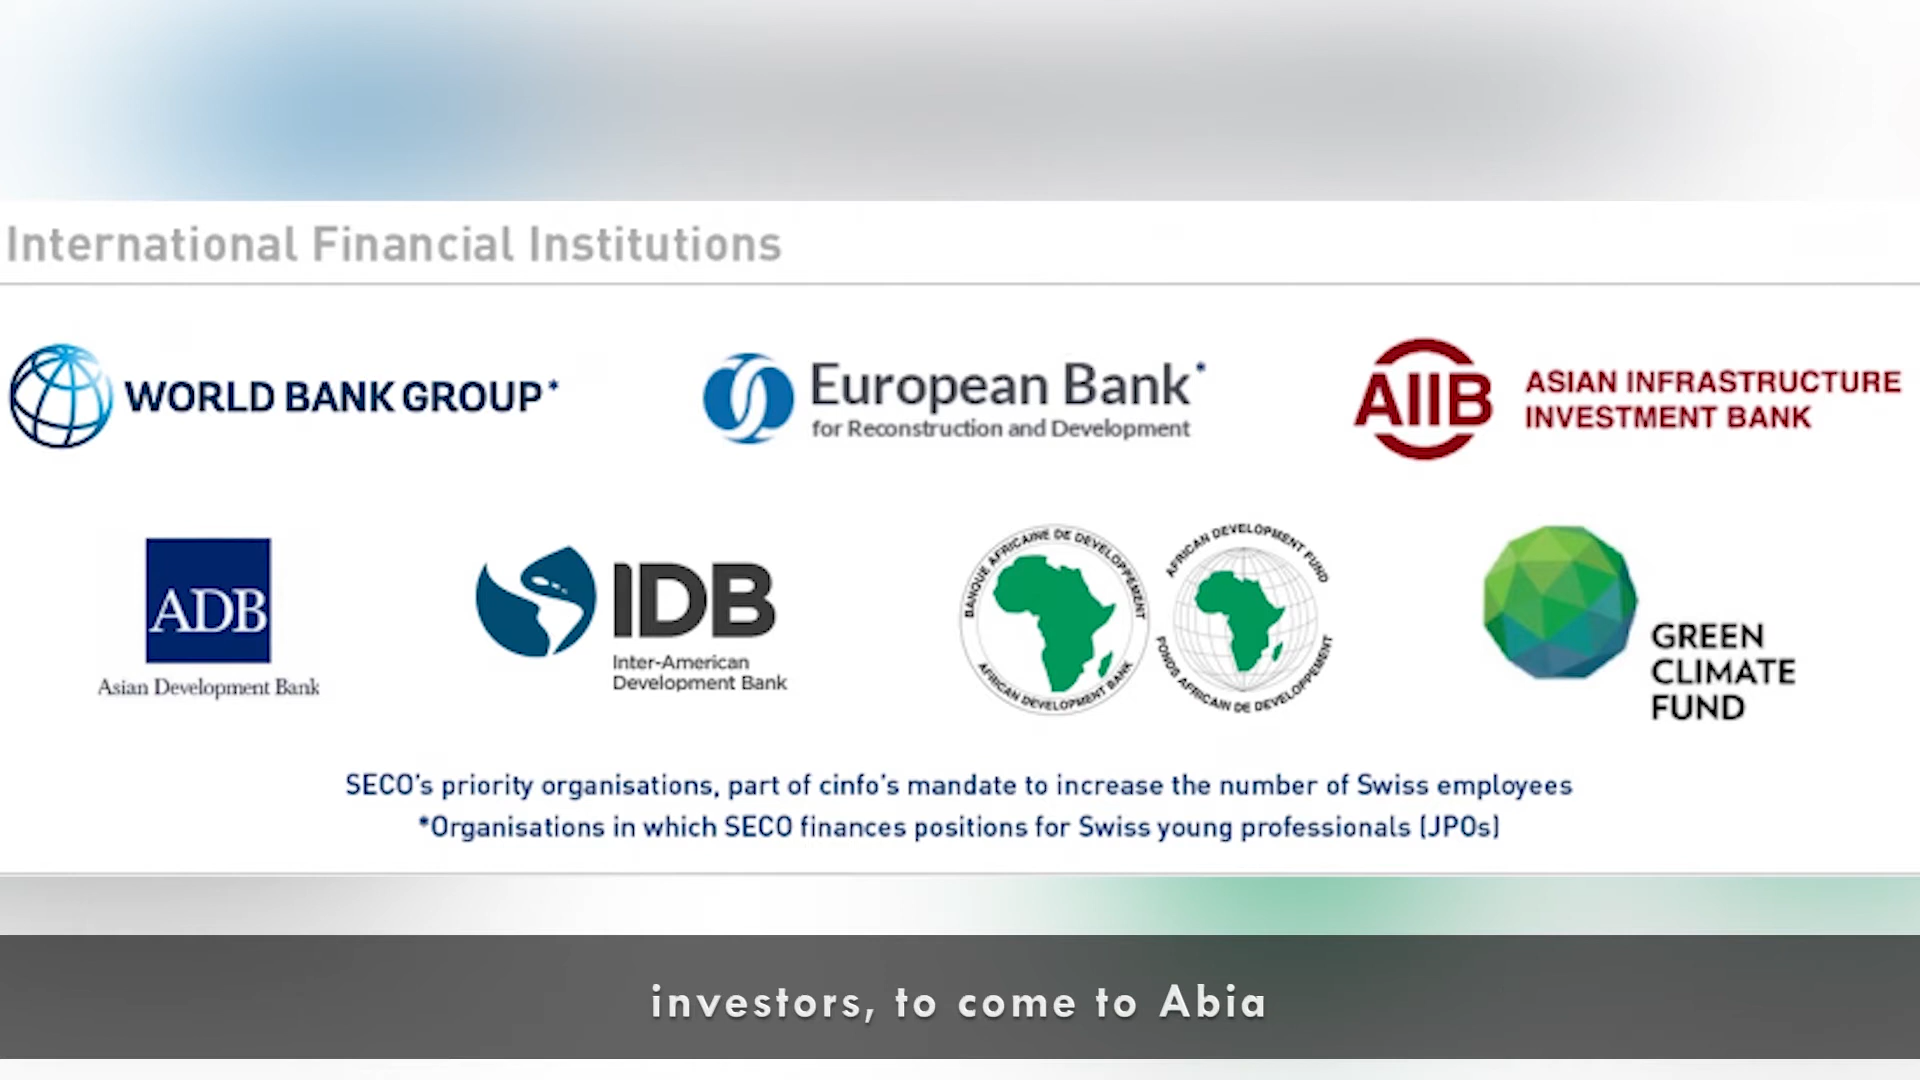 International Financial Institutions
WORLD BANK GROUP*
European Bank*
for Reconstruction and Development
AIIB
ASIAN INFRASTRUCTURE
INVESTMENT BANK
ADB
Asian Development Bank
IDB
Inter-American
Development Bank
BANQUE AFRICAINE DE DEVELOPPEMENT
AFRICAN DEVELOPMENT BANK
AFRICAN DEVELOPMENT FUND
FONDS AFRICAIN DE DEVELOPPEMENT
GREEN
CLIMATE
FUND
SECO's priority organisations, part of cinfo's mandate to increase the number of Swiss employees
*Organisations in which SECO finances positions for Swiss young professionals (JPOs)
investors, to come to Abia